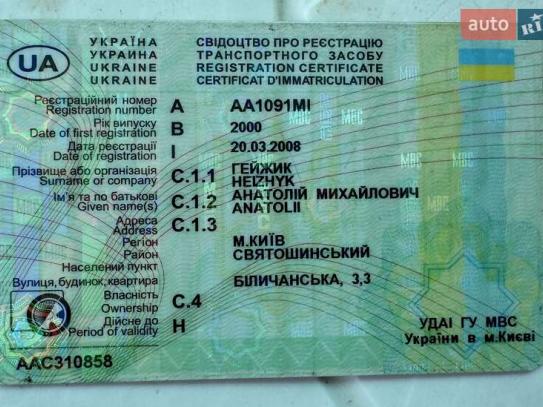 auto RI
УКРАЇНА СВІДОЦТВО ПРО РЕЄСТРАЦІЮ
УКРАИНА ТРАНСПОРТНОГО ЗАСОБУ
UKRAINE REGISTRATION CERTIFICATE
UKRAINE CERTIFICAT D'IMMATRICULATION
UA
Реєстраційний номер A AA1091MI
Registration number
Рік випуску B 2000
Date of first registration
Дата реєстрації I 20.03.2008
Date of registration
Прізвище або організація C.1.1 ГЕЙЖИК
Surname or company HEIZHYK
Ім'я та по батькові C.1.2 АНАТОЛІЙ МИХАЙЛОВИЧ
Given name(s) ANATOLII
Адреса C.1.3
Address
Регіон М.КИЇВ
Район СВЯТОШИНСЬКИЙ
Населений пункт
Вулиця, будинок, квартира БІЛИЧАНСЬКА, 3,3
Власність C.4
Ownership
Дійсне до H
Period of validity
УДАІ ГУ МВС
України в м.Києві
ААС310858